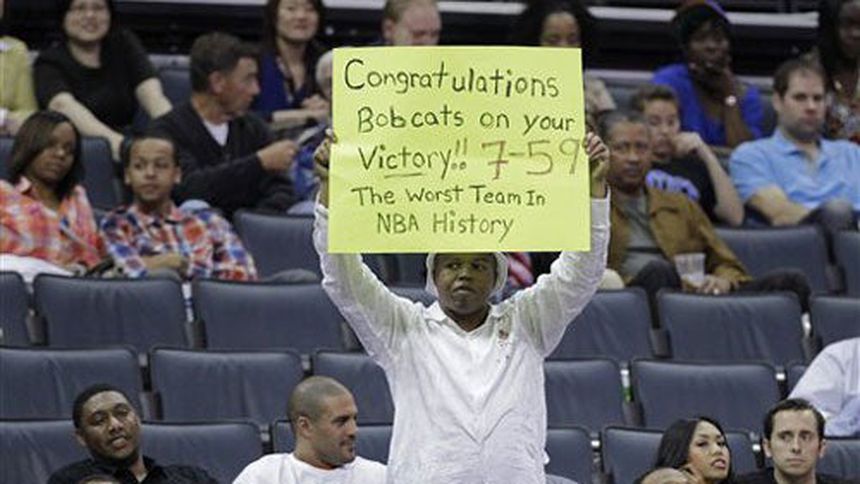 Congratulations
Bobcats on your
Victory!! 7-59
The Worst Team In
NBA History